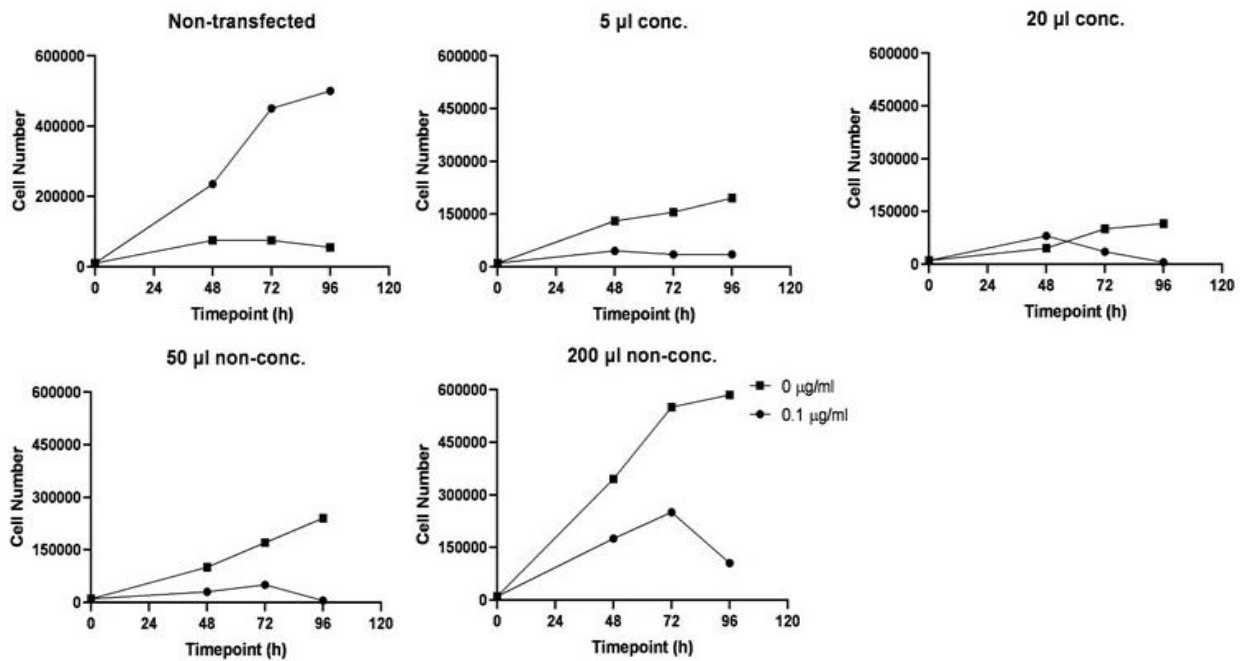 Non-transfected
600000
400000
200000
0
Cell Number
0 24 48 72 96 120
Timepoint (h)
5 µl conc.
600000
450000
300000
150000
0
Cell Number
0 24 48 72 96 120
Timepoint (h)
20 µl conc.
600000
450000
300000
150000
0
Cell Number
0 24 48 72 96 120
Timepoint (h)
50 µl non-conc.
600000
450000
300000
150000
0
Cell Number
0 24 48 72 96 120
Timepoint (h)
200 µl non-conc.
600000
450000
300000
150000
0
Cell Number
0 24 48 72 96 120
Timepoint (h)
0 µg/ml
0.1 µg/ml